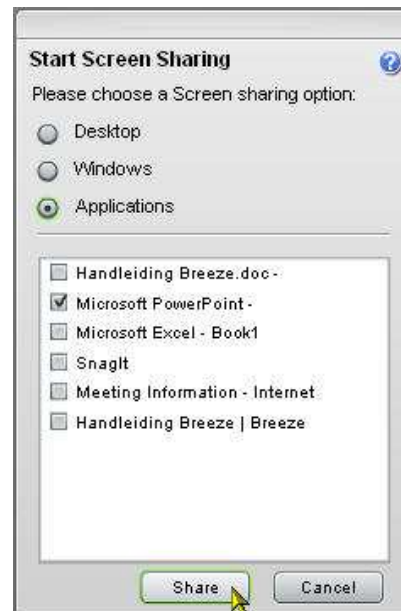 Start Screen Sharing
?
Please choose a Screen sharing option:
Desktop
Windows
Applications
Handleiding Breeze.doc -
Microsoft PowerPoint -
Microsoft Excel - Book1
SnagIt
Meeting Information - Internet
Handleiding Breeze | Breeze
Share
Cancel